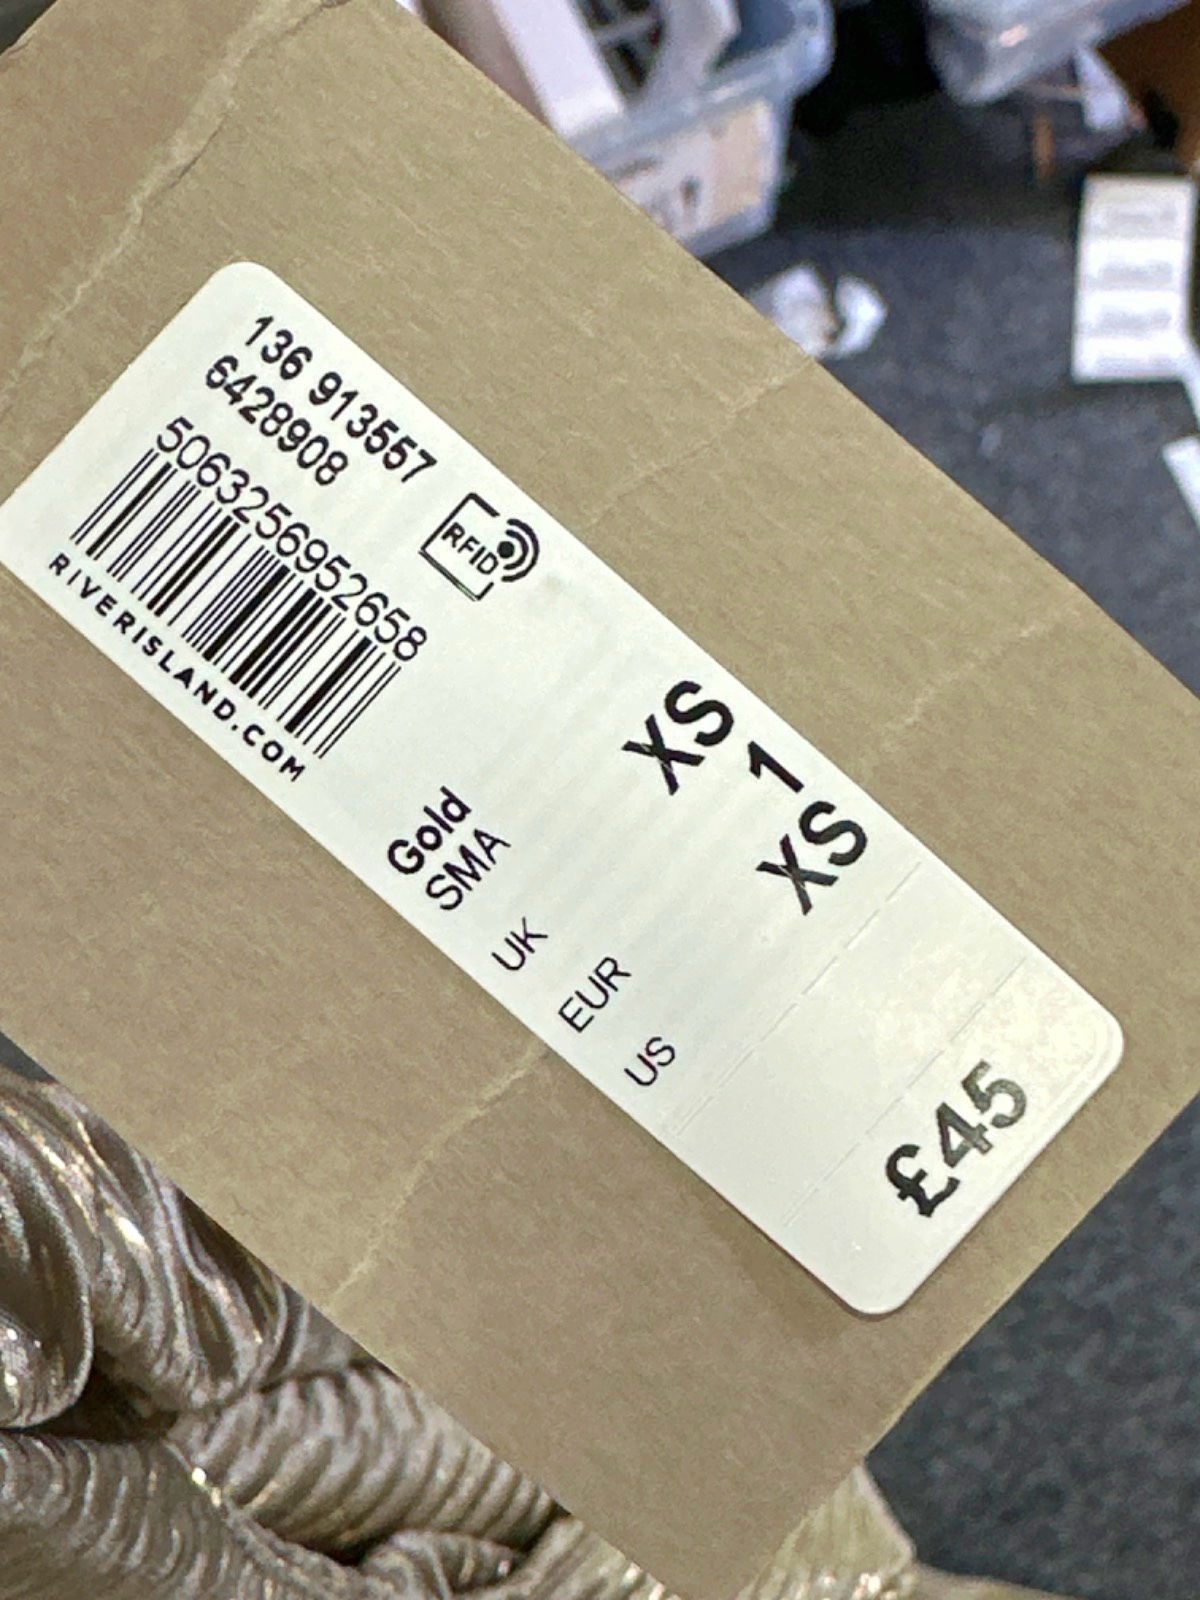 136 913557
6428908
5063256952658
RIVERISLAND.COM
RFID
Gold
SMA
UK XS
EUR 1
US XS
£45